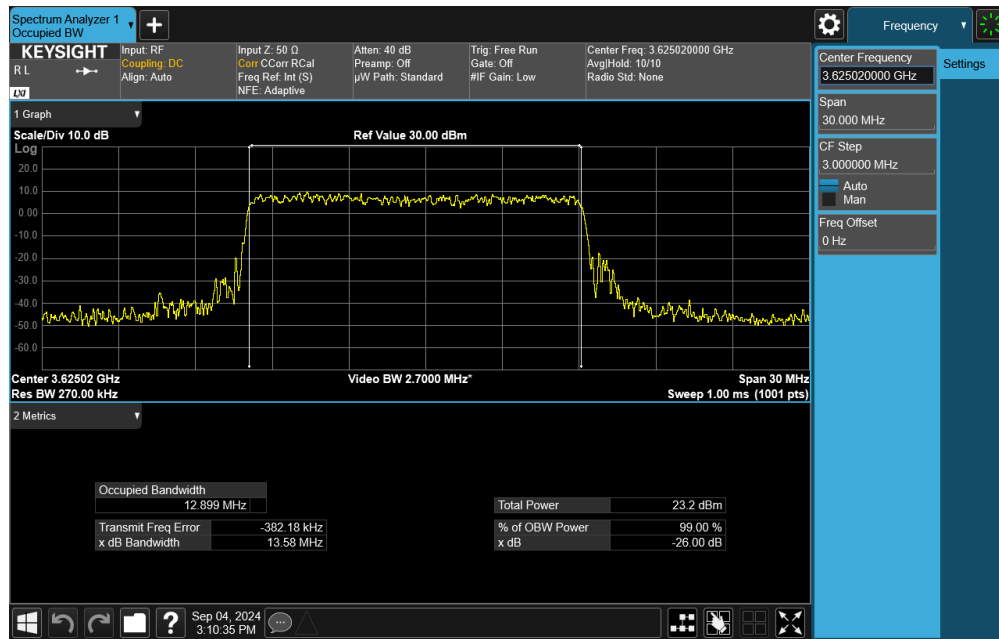 Spectrum Analyzer 1
Occupied BW
+
Frequency
KEYSIGHT
R L
LXI
Input: RF
Coupling: DC
Align: Auto
Input Z: 50 Ω
Corr CCorr RCal
Freq Ref: Int (S)
NFE: Adaptive
Atten: 40 dB
Preamp: Off
µW Path: Standard
Trig: Free Run
Gate: Off
#IF Gain: Low
Center Freq: 3.625020000 GHz
Avg|Hold: 10/10
Radio Std: None
Center Frequency
3.625020000 GHz
Settings
Span
30.000 MHz
CF Step
3.000000 MHz
Auto
Man
Freq Offset
0 Hz
1 Graph
Scale/Div 10.0 dB
Ref Value 30.00 dBm
Log
20.0
10.0
0.00
-10.0
-20.0
-30.0
-40.0
-50.0
-60.0
Center 3.62502 GHz
Video BW 2.7000 MHz*
Span 30 MHz
Res BW 270.00 kHz
Sweep 1.00 ms (1001 pts)
2 Metrics
Occupied Bandwidth
12.899 MHz
Total Power 23.2 dBm
Transmit Freq Error -382.18 kHz
% of OBW Power 99.00 %
x dB Bandwidth 13.58 MHz
x dB -26.00 dB
?
Sep 04, 2024
3:10:35 PM